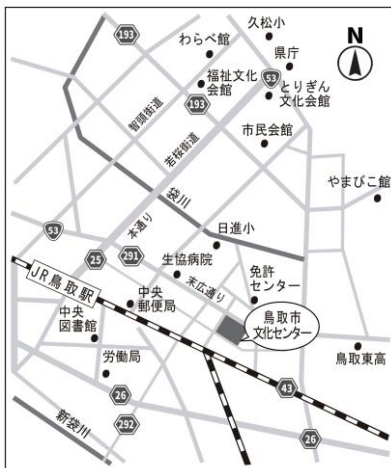 久松小
193
わらべ館
県庁
N
53
福祉文化
会館
とりぎん
文化会館
193
智頭街道
若桜街道
市民会館
やまびこ館
袋川
日進小
53
本通り
291
25
生協病院
末広通り
免許
センター
JR鳥取駅
中央
郵便局
鳥取市
文化センター
中央
図書館
鳥取東高
労働局
43
26
292
26
新袋川